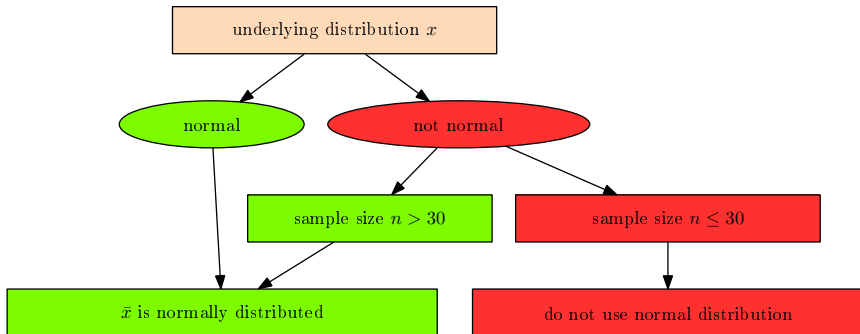 underlying distribution x
normal
not normal
sample size n > 30
sample size n ≤ 30
x̄ is normally distributed
do not use normal distribution